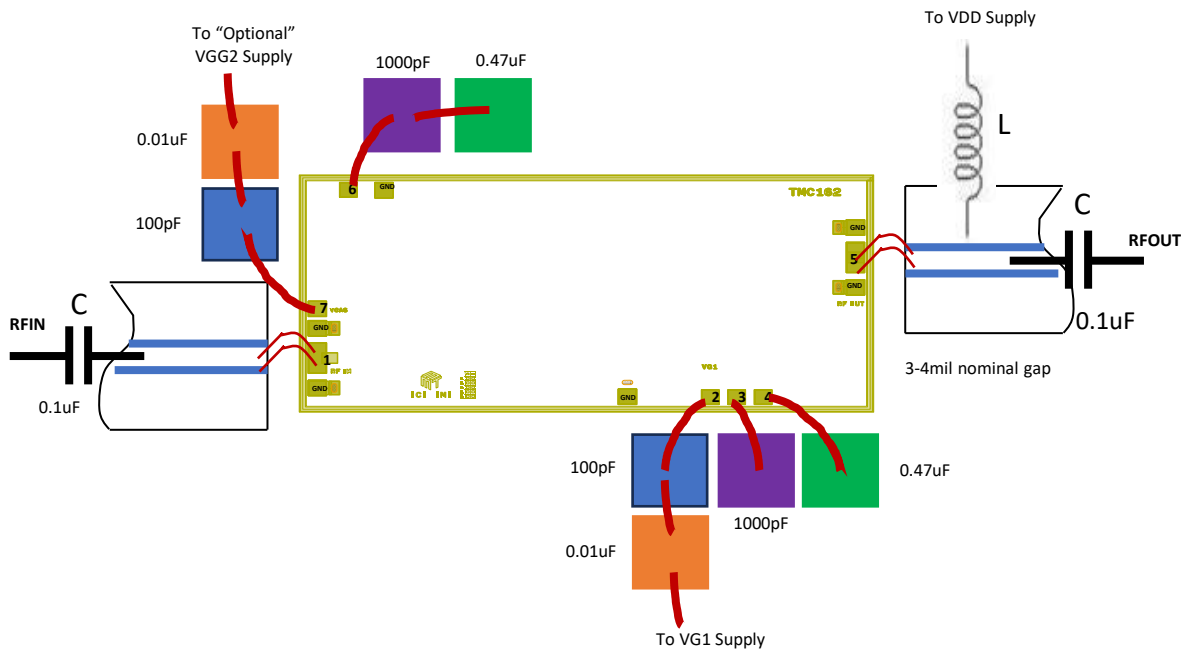 To “Optional”
VGG2 Supply
0.01uF
100pF
1000pF
0.47uF
To VDD Supply
L
C
RFOUT
0.1uF
3-4mil nominal gap
RFIN
C
0.1uF
6
GND
TMC162
GND
5
GND
RF OUT
7
GND
1
RF IN
GND
VG1
GND
2
3
4
100pF
1000pF
0.47uF
0.01uF
To VG1 Supply